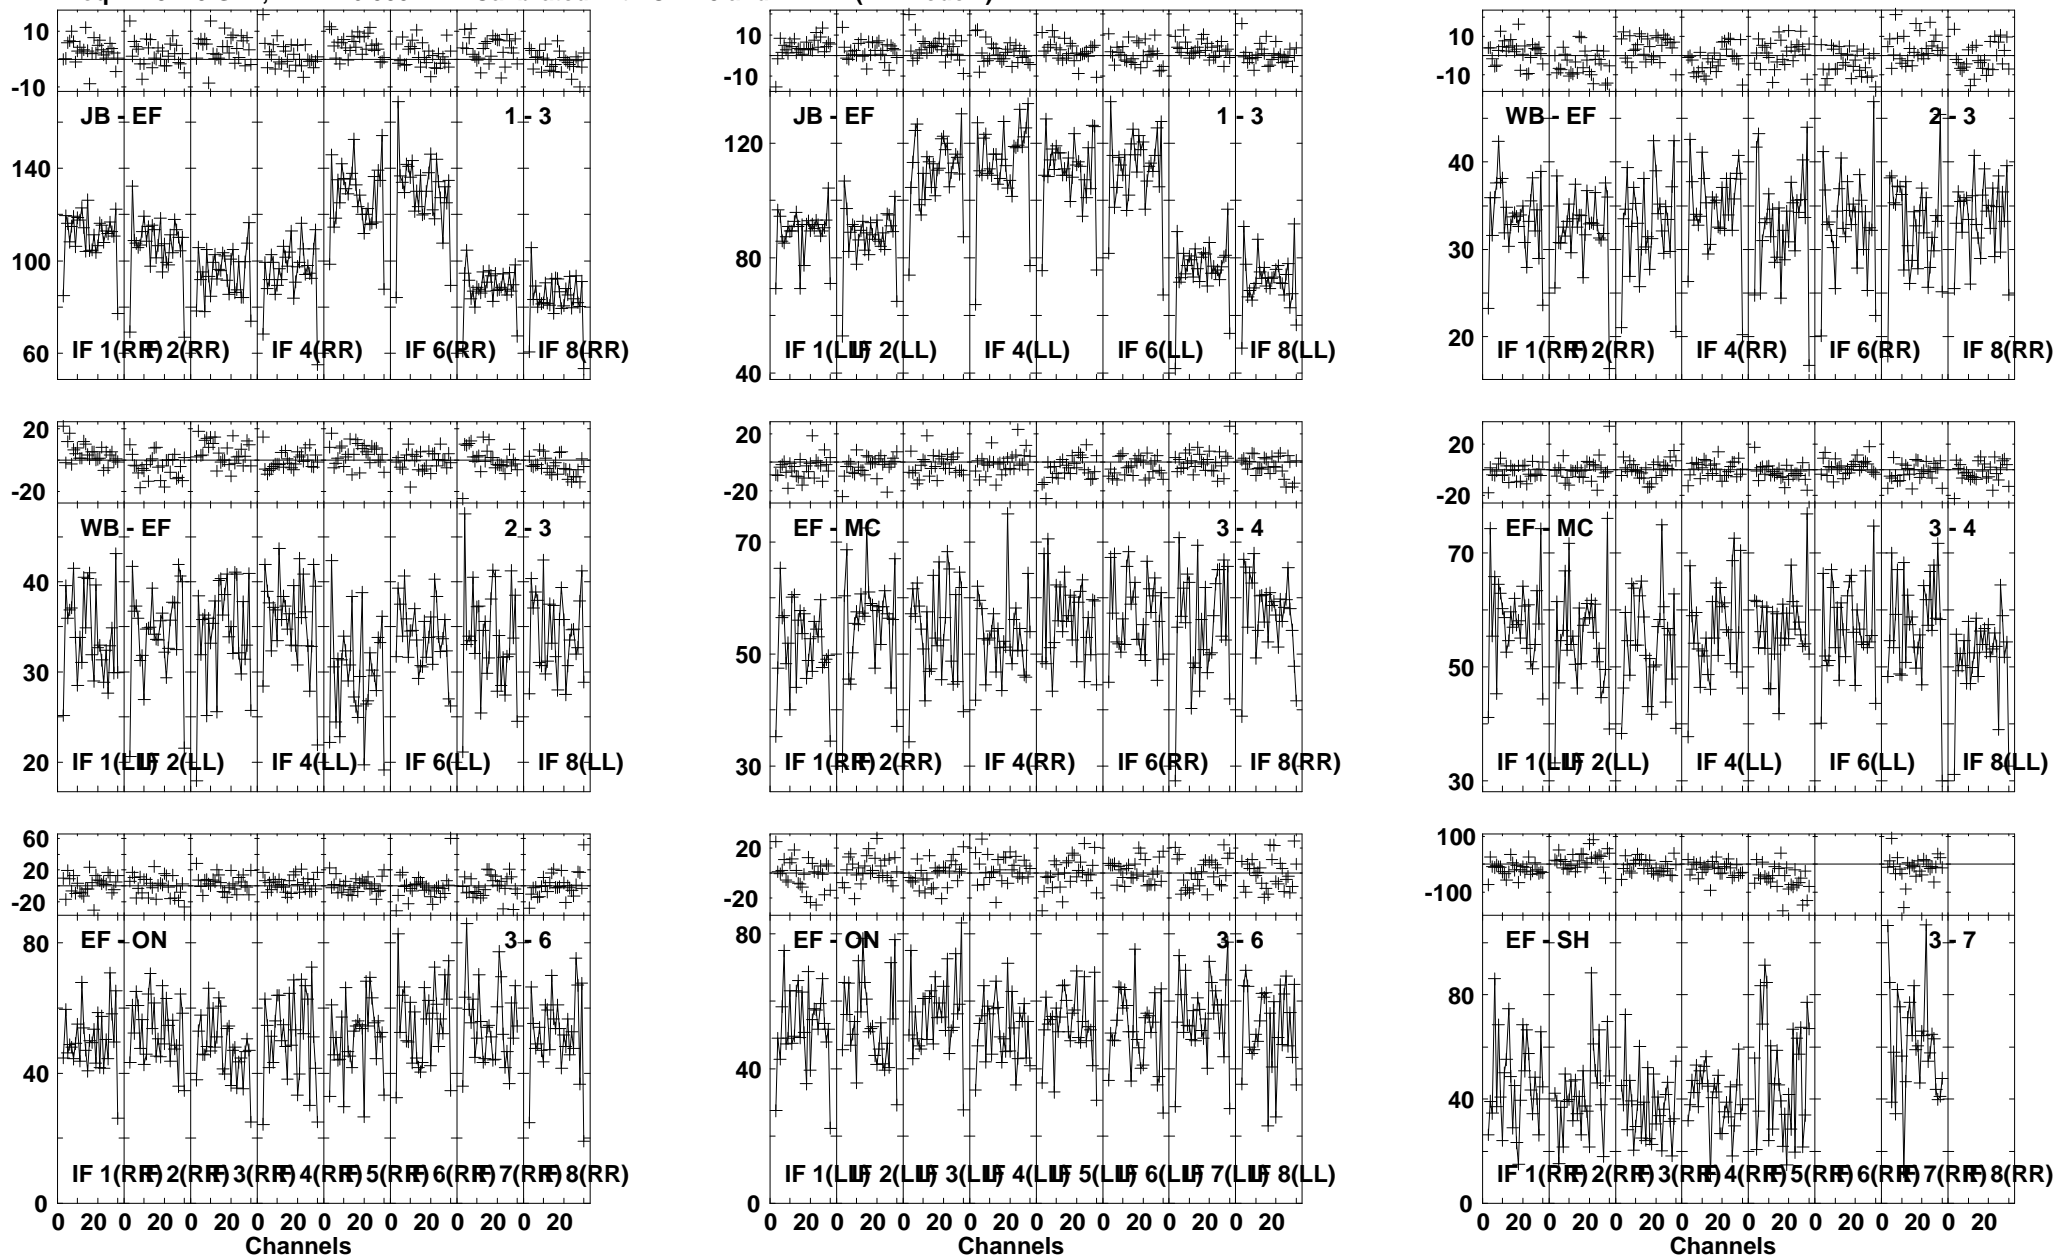 10
-10
JB - EF 1 - 3
140
100
60
IF 1(RR) IF 2(RR) IF 4(RR) IF 6(RR) IF 8(RR)
10
-10
JB - EF 1 - 3
120
80
40
IF 1(LL) IF 2(LL) IF 4(LL) IF 6(LL) IF 8(LL)
10
-10
WB - EF 2 - 3
40
30
20
IF 1(RR) IF 2(RR) IF 4(RR) IF 6(RR) IF 8(RR)
20
-20
WB - EF 2 - 3
40
30
20
IF 1(LL) IF 2(LL) IF 4(LL) IF 6(LL) IF 8(LL)
20
-20
EF - MC 3 - 4
70
50
30
IF 1(RR) IF 2(RR) IF 4(RR) IF 6(RR) IF 8(RR)
20
-20
EF - MC 3 - 4
70
50
30
IF 1(LL) IF 2(LL) IF 4(LL) IF 6(LL) IF 8(LL)
60
20
-20
EF - ON 3 - 6
80
40
IF 1(RR) IF 2(RR) IF 3(RR) IF 4(RR) IF 5(RR) IF 6(RR) IF 7(RR) IF 8(RR)
0
0 20 0 20 0 20 0 20 0 20 0 20 0 20 0 20
Channels
20
-20
EF - ON 3 - 6
80
40
IF 1(LL) IF 2(LL) IF 3(LL) IF 4(LL) IF 5(LL) IF 6(LL) IF 7(LL) IF 8(LL)
0
0 20 0 20 0 20 0 20 0 20 0 20 0 20 0 20
Channels
100
-100
EF - SH 3 - 7
80
40
IF 1(RR) IF 2(RR) IF 3(RR) IF 4(RR) IF 5(RR) IF 6(RR) IF 7(RR) IF 8(RR)
0
0 20 0 20 0 20 0 20 0 20 0 20 0 20 0 20
Channels